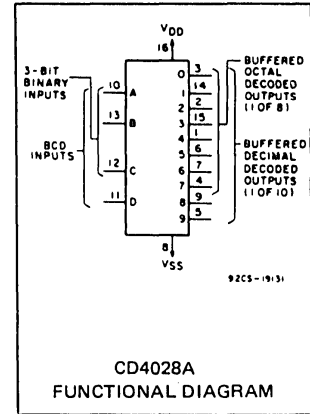 VDD
16
3-BIT
BINARY
INPUTS
BCD
INPUTS
10 A
13 B
12 C
11 D
0 3
1 14
2 2
3 15
4 1
5 6
6 7
7 4
8 9
9 5
BUFFERED
OCTAL
DECODED
OUTPUTS
(1 OF 8)
BUFFERED
DECIMAL
DECODED
OUTPUTS
(1 OF 10)
8
VSS
92CS-19131
CD4028A
FUNCTIONAL DIAGRAM